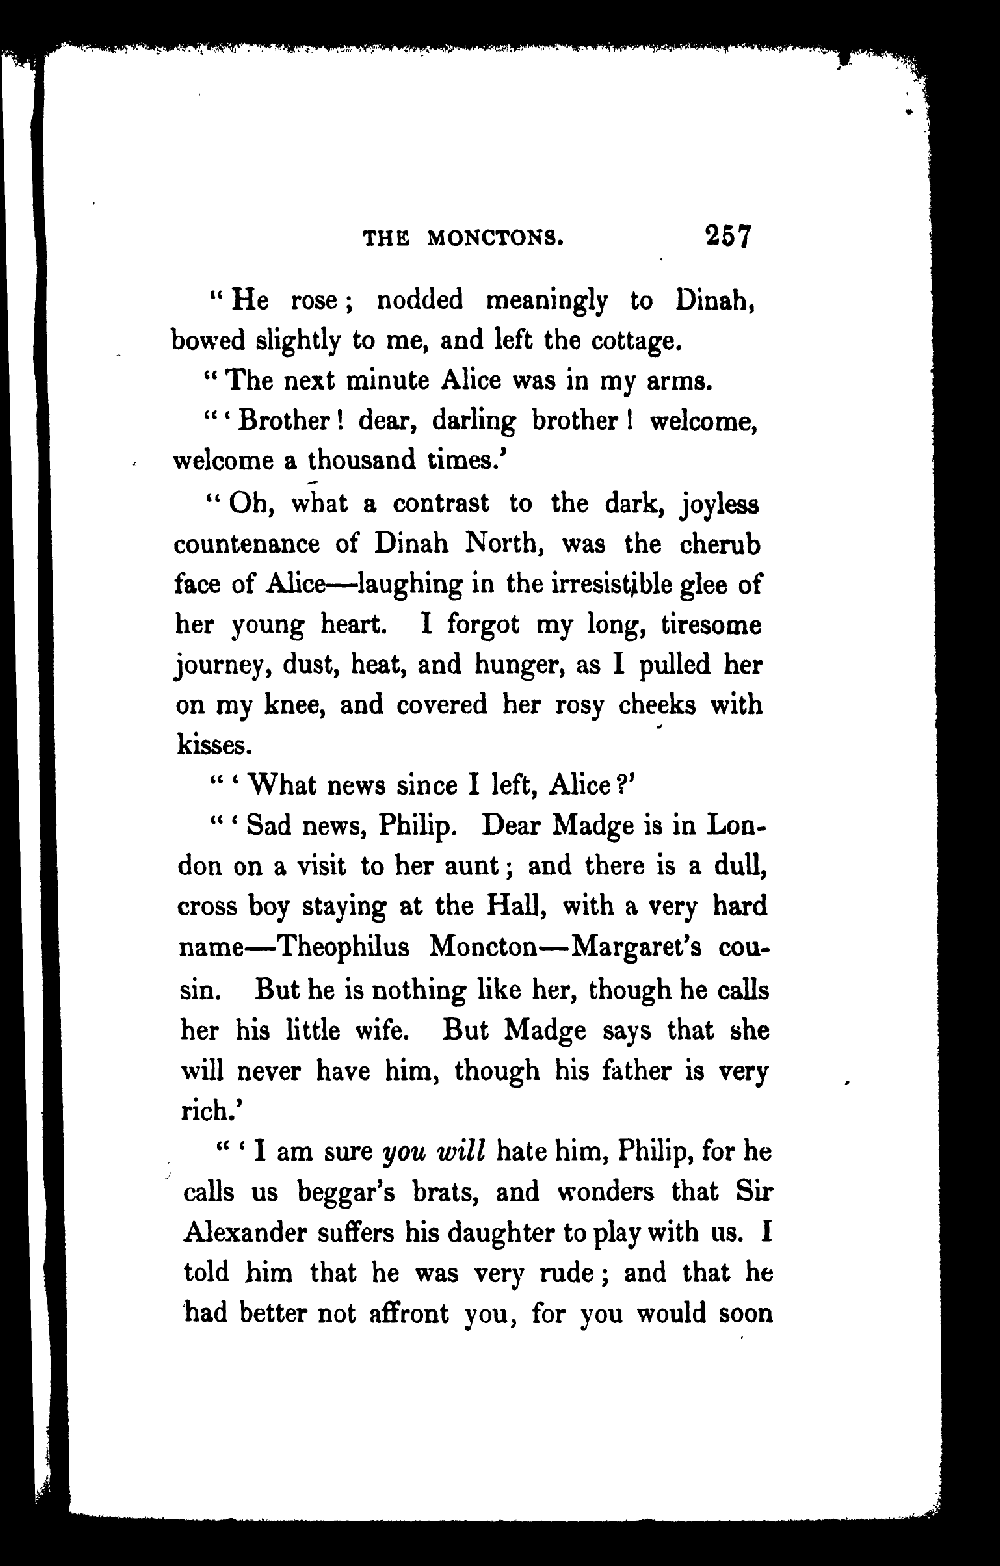 THE MONCTONS. 257
“ He rose ; nodded meaningly to Dinah,
bowed slightly to me, and left the cottage.
“ The next minute Alice was in my arms.
“ ‘ Brother ! dear, darling brother ! welcome,
welcome a thousand times.’
“ Oh, what a contrast to the dark, joyless
countenance of Dinah North, was the cherub
face of Alice—laughing in the irresistible glee of
her young heart. I forgot my long, tiresome
journey, dust, heat, and hunger, as I pulled her
on my knee, and covered her rosy cheeks with
kisses.
“ ‘ What news since I left, Alice ?’
“ ‘ Sad news, Philip. Dear Madge is in Lon-
don on a visit to her aunt ; and there is a dull,
cross boy staying at the Hall, with a very hard
name—Theophilus Moncton—Margaret’s cou-
sin. But he is nothing like her, though he calls
her his little wife. But Madge says that she
will never have him, though his father is very
rich.’
“ ‘ I am sure you will hate him, Philip, for he
calls us beggar’s brats, and wonders that Sir
Alexander suffers his daughter to play with us. I
told him that he was very rude ; and that he
had better not affront you, for you would soon